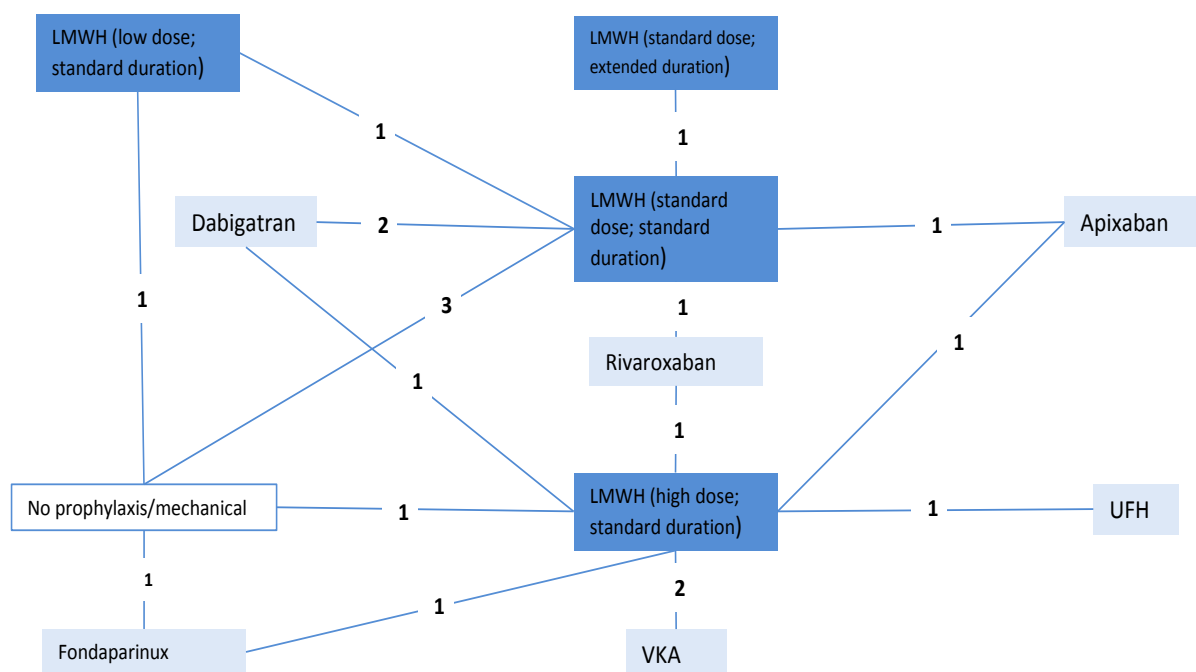 LMWH (low dose;
standard duration)
LMWH (standard dose;
extended duration)
1
1
LMWH (standard
dose; standard
duration)
Dabigatran
2
1
Apixaban
1
3
1
1
Rivaroxaban
1
1
No prophylaxis/mechanical
1
LMWH (high dose;
standard duration)
1
UFH
1
1
2
Fondaparinux
VKA